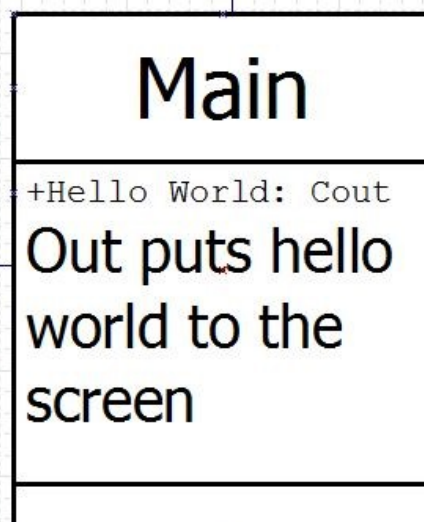 Main
+Hello World: Cout
Out puts hello
world to the
screen